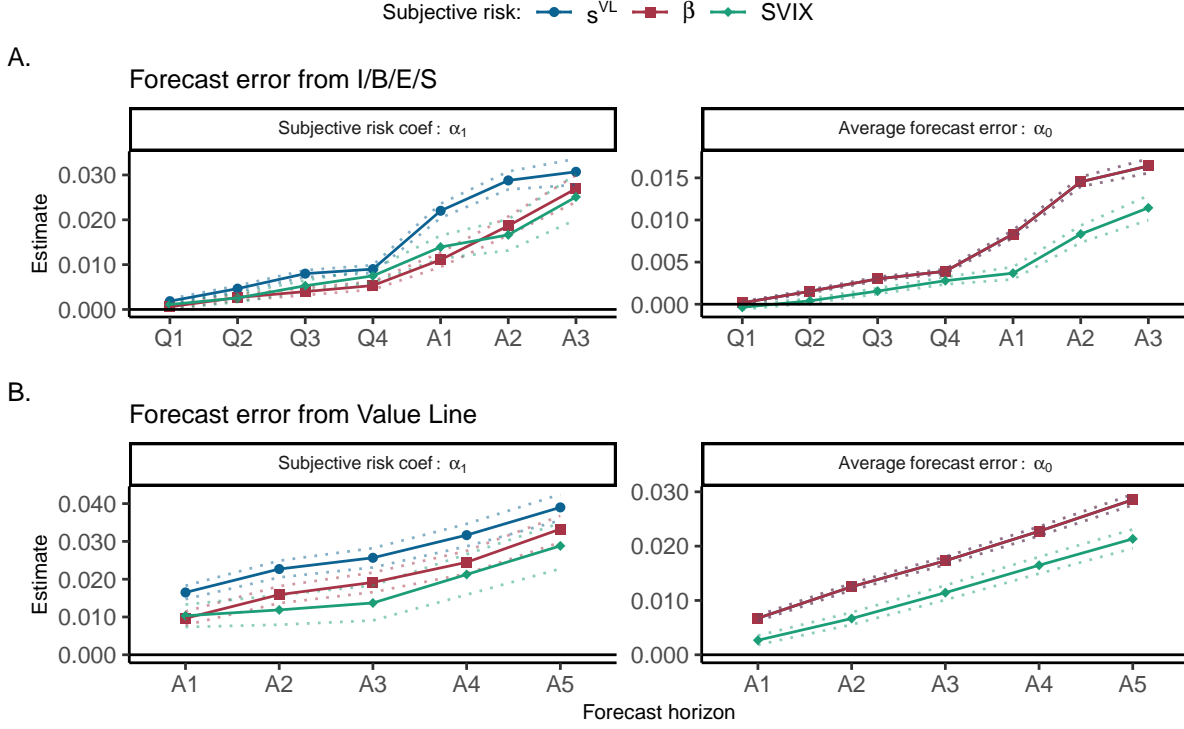 Subjective risk: s^VL β SVIX
A.
Forecast error from I/B/E/S
Subjective risk coef : α₁
Average forecast error : α₀
Estimate
0.030
0.020
0.010
0.000
Q1 Q2 Q3 Q4 A1 A2 A3
0.015
0.010
0.005
0.000
Q1 Q2 Q3 Q4 A1 A2 A3
B.
Forecast error from Value Line
Subjective risk coef : α₁
Average forecast error : α₀
Estimate
0.040
0.030
0.020
0.010
0.000
A1 A2 A3 A4 A5
0.030
0.020
0.010
0.000
A1 A2 A3 A4 A5
Forecast horizon